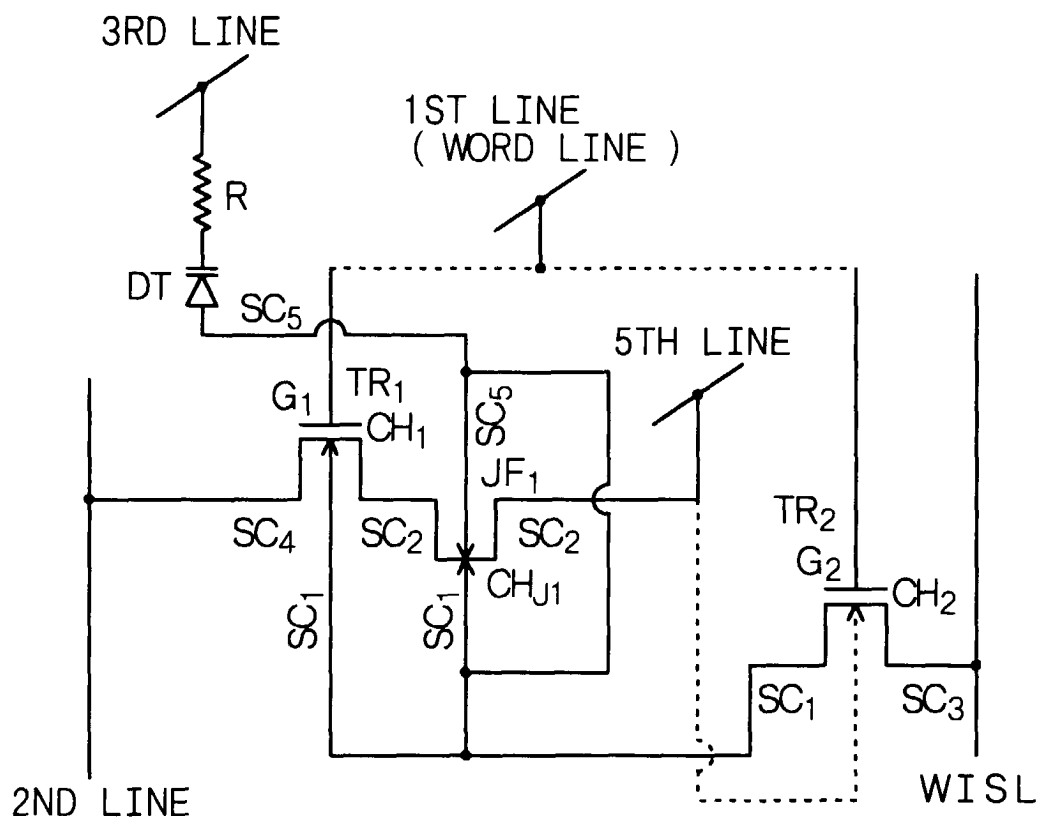 3RD LINE
1ST LINE
( WORD LINE )
R
DT
SC5
5TH LINE
G1
TR1
CH1
SC5
JF1
SC4
SC2
SC2
TR2
G2
CH2
CHJ1
SC1
SC1
SC1
SC3
2ND LINE
WISL